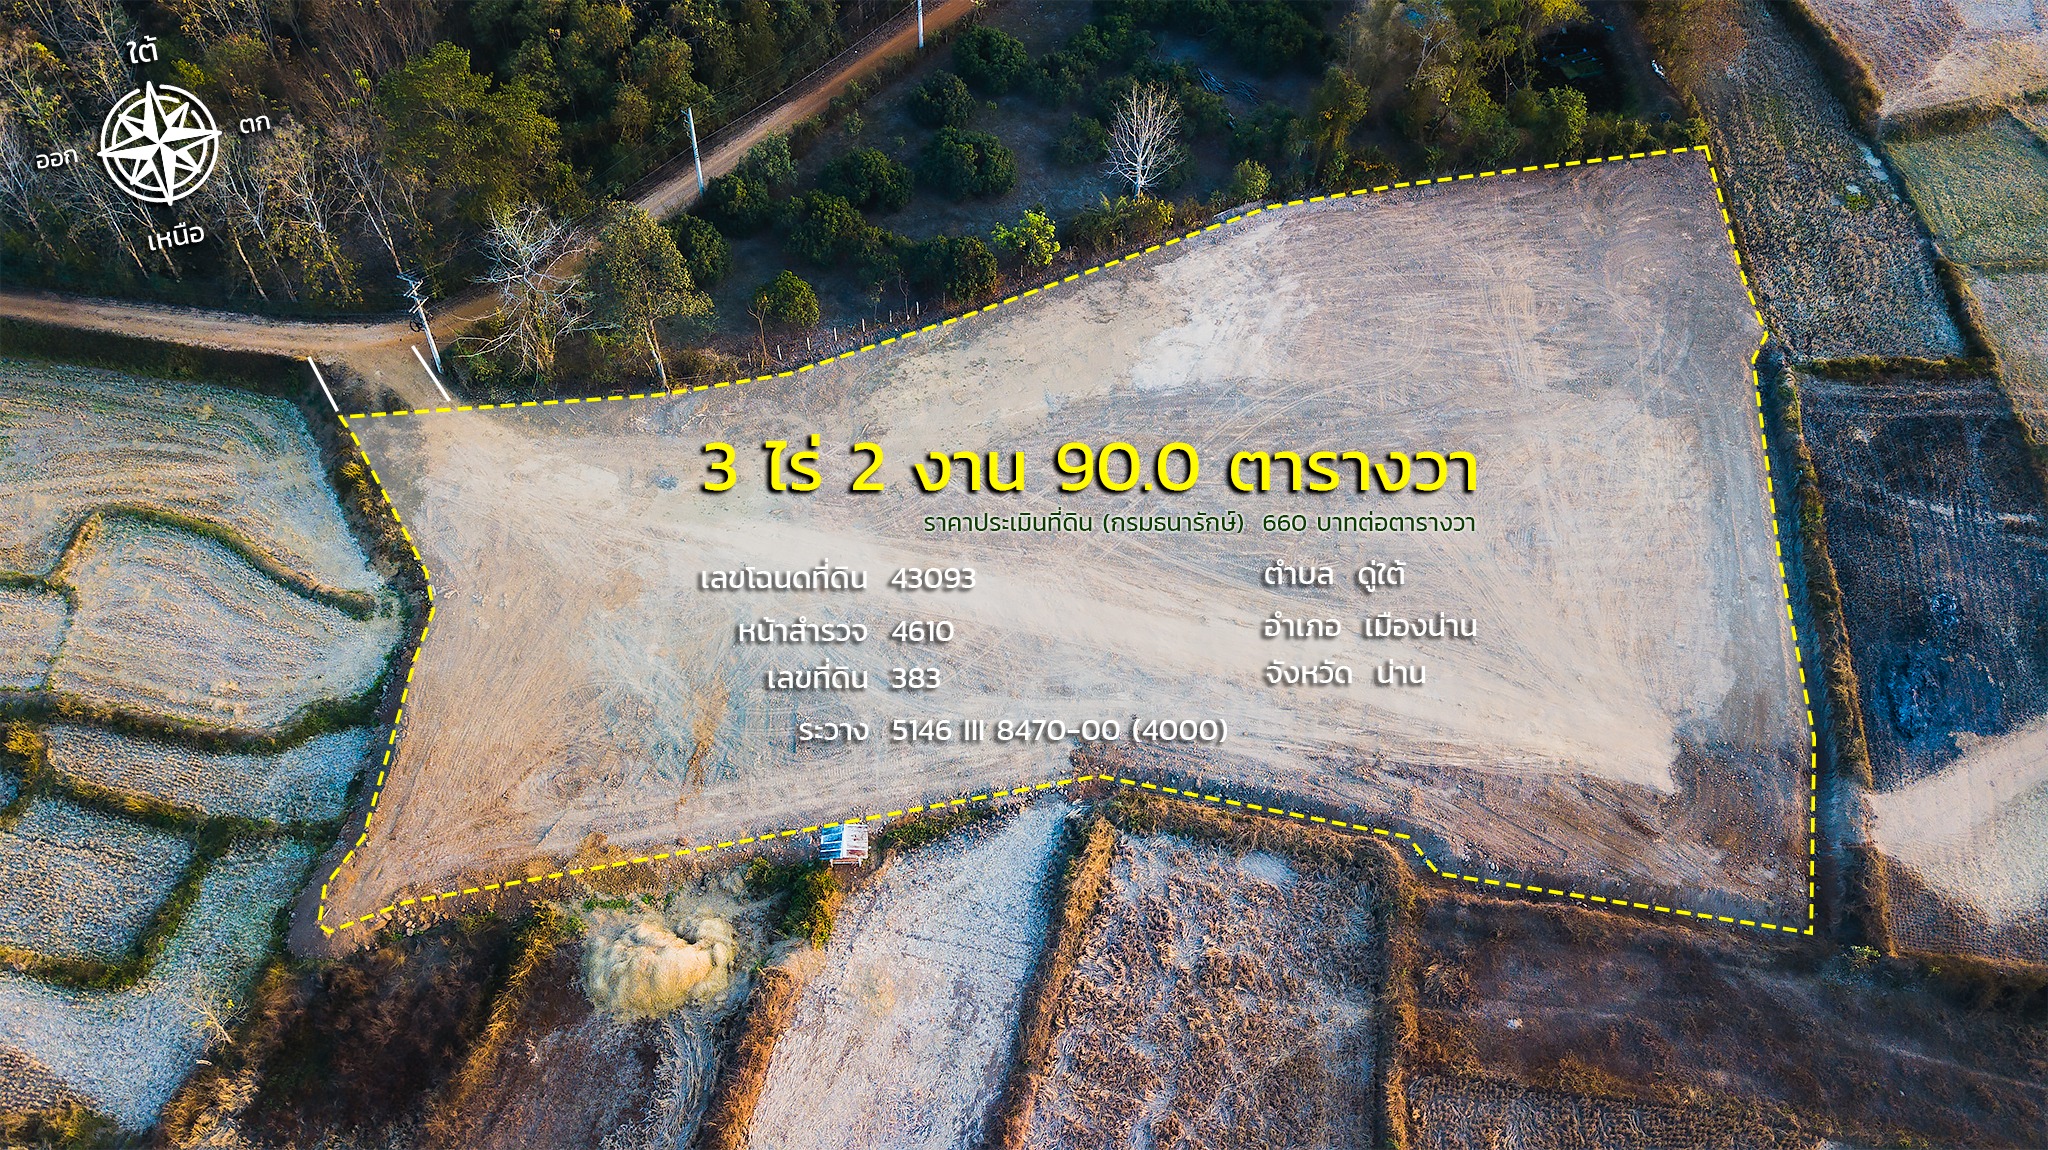 ใต้
ตก
ออก
เหนือ
3 ไร่ 2 งาน 90.0 ตารางวา
ราคาประเมินที่ดิน (กรมธนารักษ์) 660 บาทต่อตารางวา
เลขโฉนดที่ดิน 43093
หน้าสำรวจ 4610
เลขที่ดิน 383
ระวาง 5146 III 8470-00 (4000)
ตำบล ดู่ใต้
อำเภอ เมืองน่าน
จังหวัด น่าน